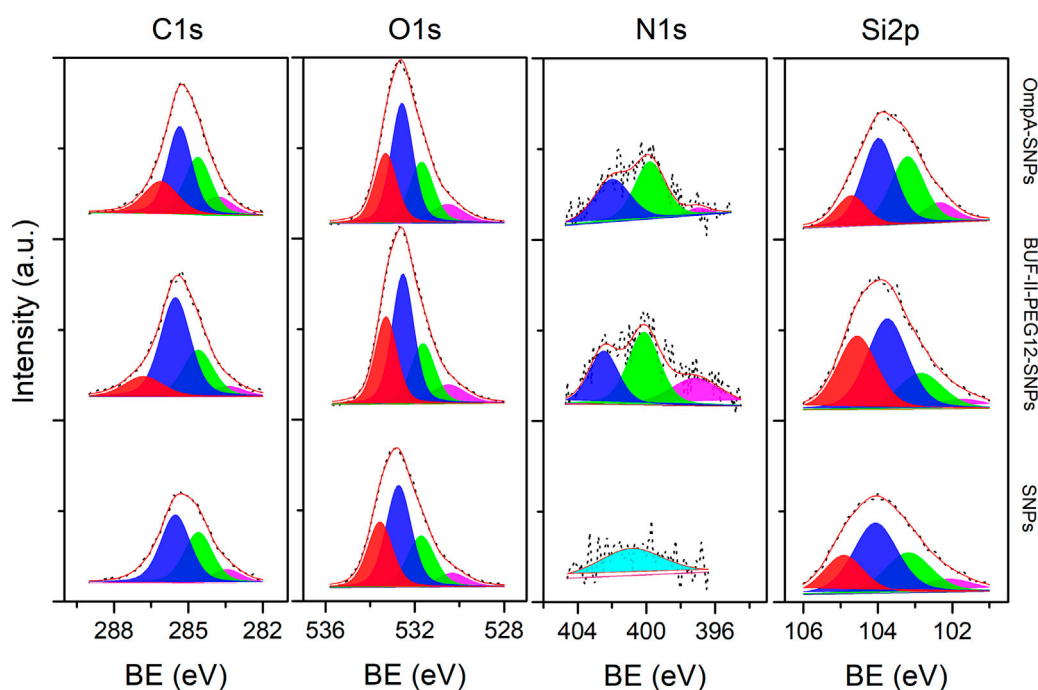 C1s O1s N1s Si2p
Intensity (a.u.)
OmpA-SNPs
BUF-II-PEG12-SNPs
SNPs
288 285 282 536 532 528 404 400 396 106 104 102
BE (eV) BE (eV) BE (eV) BE (eV)